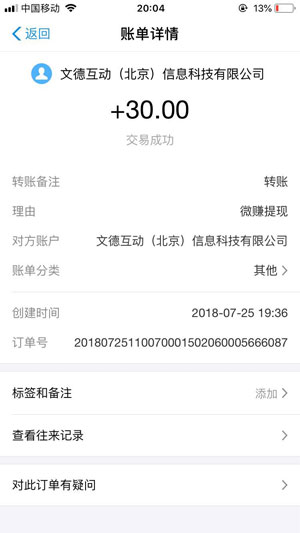 中国移动 20:04 13%
返回 账单详情
文德互动（北京）信息科技有限公司
+30.00
交易成功
转账备注 转账
理由 微赚提现
对方账户 文德互动（北京）信息科技有限公司
账单分类 其他
创建时间 2018-07-25 19:36
订单号 20180725110070001502060005666087
标签和备注 添加
查看往来记录
对此订单有疑问